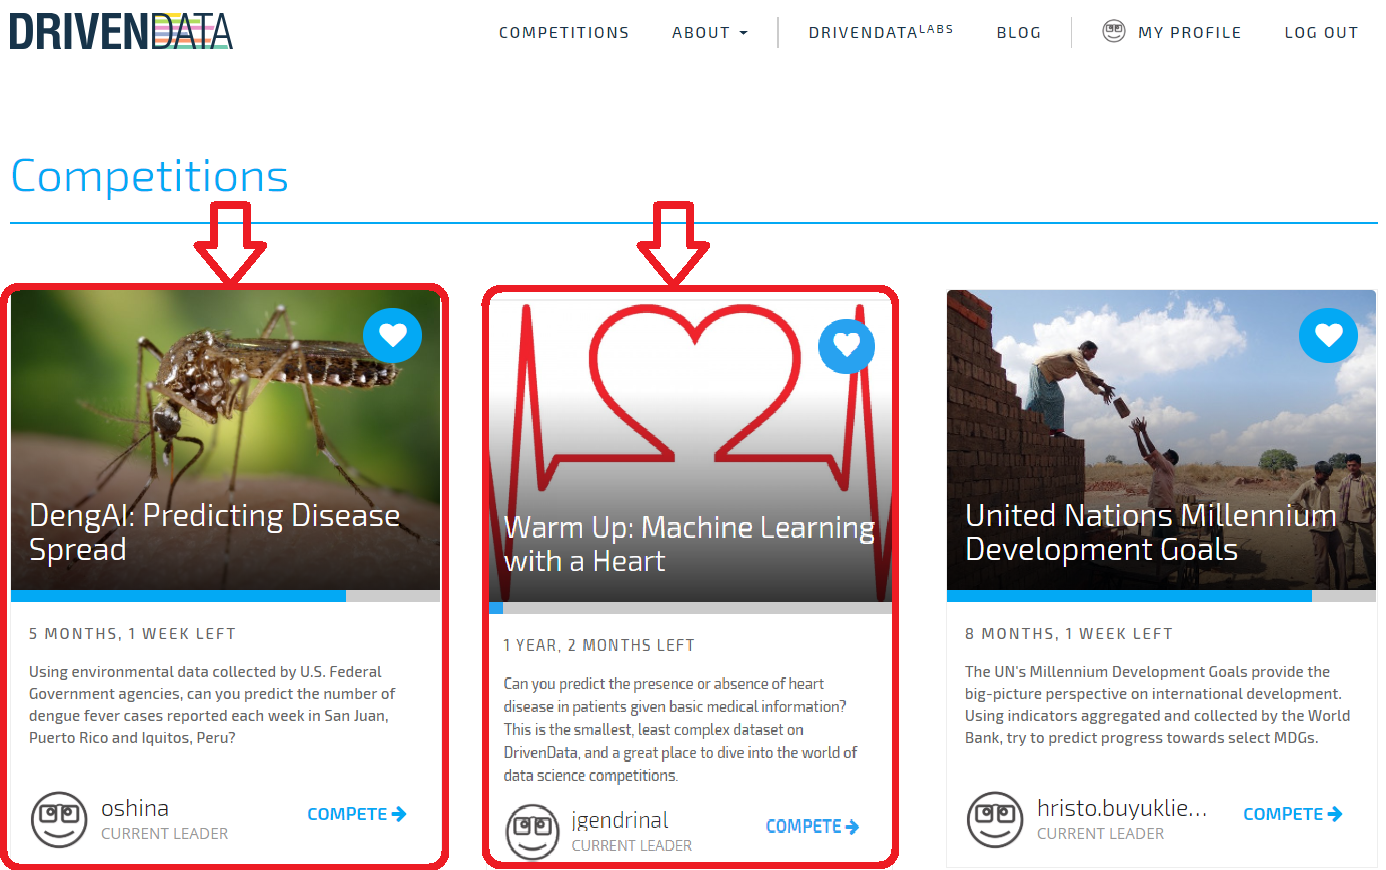 DRIVENDATA
COMPETITIONS ABOUT DRIVENDATALABS BLOG MY PROFILE LOG OUT
Competitions
DengAI: Predicting Disease
Spread
5 MONTHS, 1 WEEK LEFT
Using environmental data collected by U.S. Federal
Government agencies, can you predict the number of
dengue fever cases reported each week in San Juan,
Puerto Rico and Iquitos, Peru?
oshina
CURRENT LEADER
COMPETE
Warm Up: Machine Learning
with a Heart
1 YEAR, 2 MONTHS LEFT
Can you predict the presence or absence of heart
disease in patients given basic medical information?
This is the smallest, least complex dataset on
DrivenData, and a great place to dive into the world of
data science competitions.
jgendrinal
CURRENT LEADER
COMPETE
United Nations Millennium
Development Goals
8 MONTHS, 1 WEEK LEFT
The UN's Millennium Development Goals provide the
big-picture perspective on international development.
Using indicators aggregated and collected by the World
Bank, try to predict progress towards select MDGs.
hristo.buyuklie...
CURRENT LEADER
COMPETE